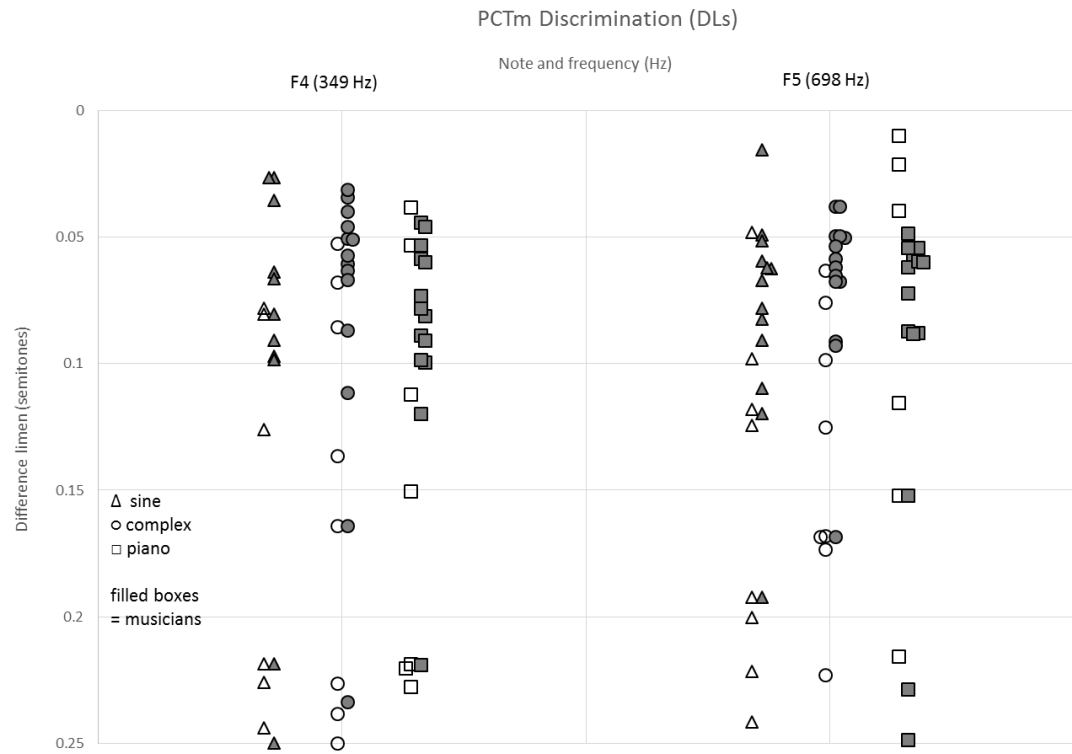 PCTm Discrimination (DLs)
Note and frequency (Hz)
F4 (349 Hz)
F5 (698 Hz)
0
0.05
0.1
0.15
0.2
0.25
Difference limen (semitones)
sine
complex
piano
filled boxes
= musicians